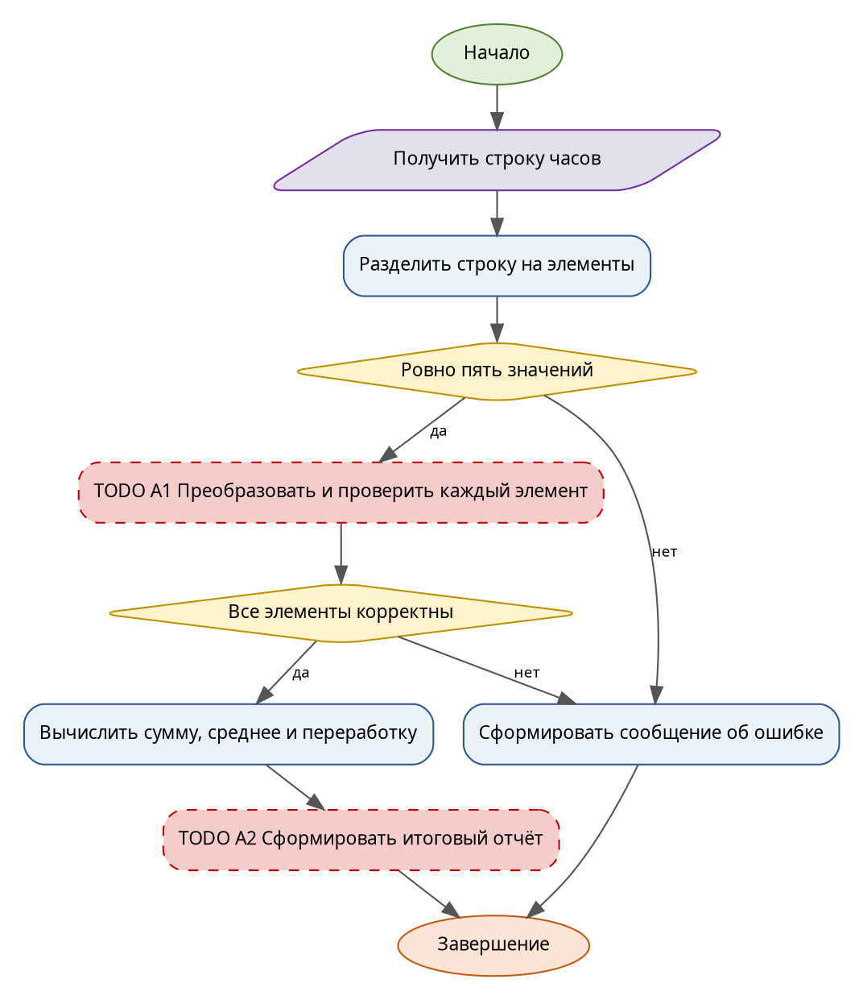 Начало
Получить строку часов
Разделить строку на элементы
Ровно пять значений
да
TODO A1 Преобразовать и проверить каждый элемент
нет
Все элементы корректны
да
нет
Вычислить сумму, среднее и переработку
Сформировать сообщение об ошибке
TODO A2 Сформировать итоговый отчёт
Завершение